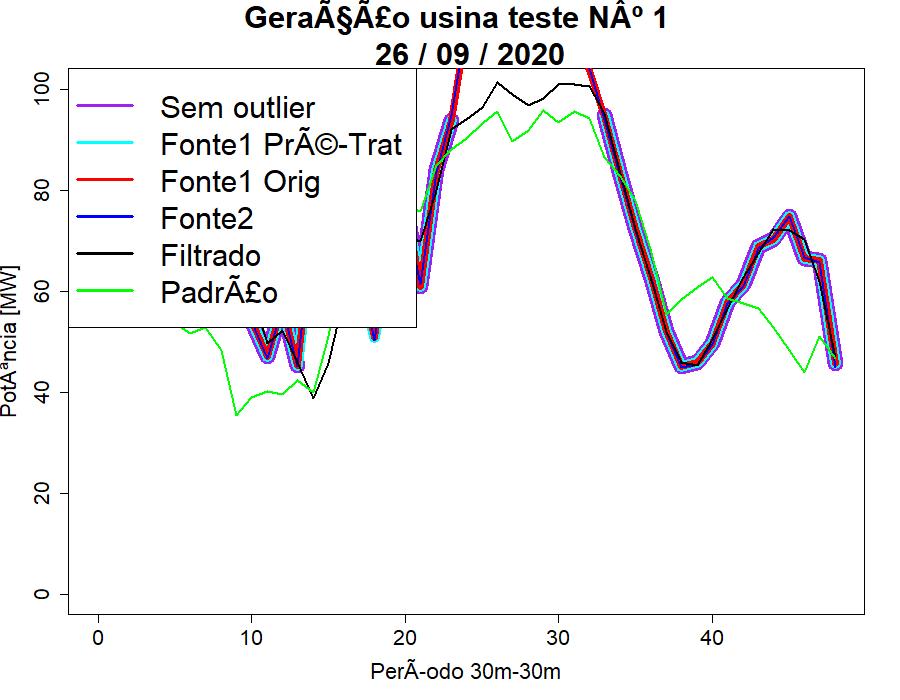 GeraÃ§Ã£o usina teste NÂº 1
26 / 09 / 2020
100
80
60
40
20
0
PotÃªncia [MW]
Sem outlier
Fonte1 PrÃ©-Trat
Fonte1 Orig
Fonte2
Filtrado
PadrÃ£o
0 10 20 30 40
PerÃ-odo 30m-30m